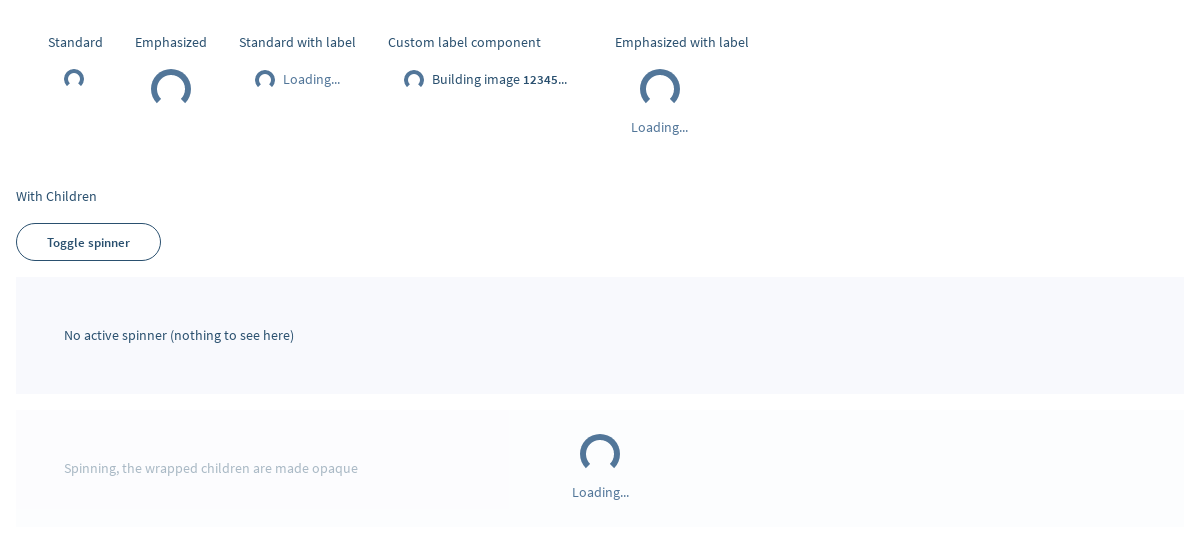 Standard
Emphasized
Standard with label
Custom label component
Emphasized with label
Loading...
Building image 12345...
Loading...
With Children
Toggle spinner
No active spinner (nothing to see here)
Spinning, the wrapped children are made opaque
Loading...